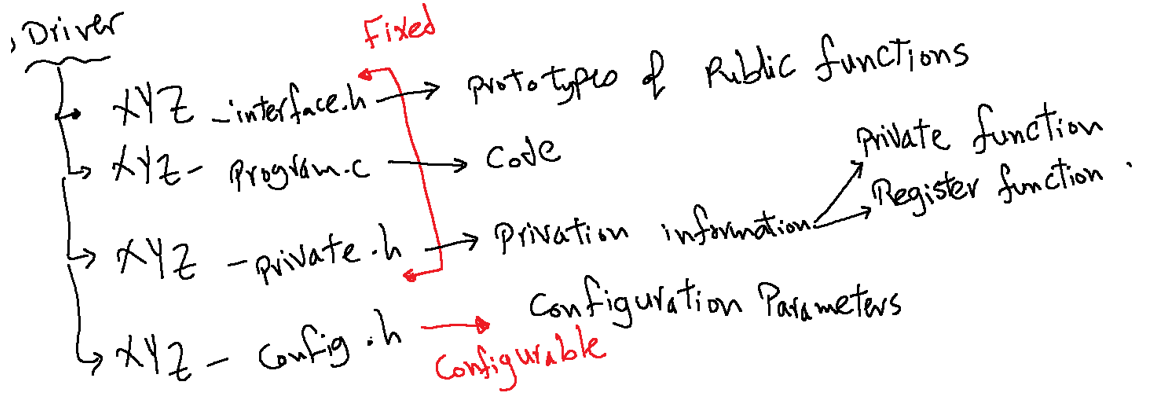 , Driver
Fixed
XYZ _interface.h → prototypes of Public functions
XYZ - Program.c → Code
XYZ - private.h → Privation information
Private function
Register function .
XYZ - Config.h → Configuration Parameters
Configurable